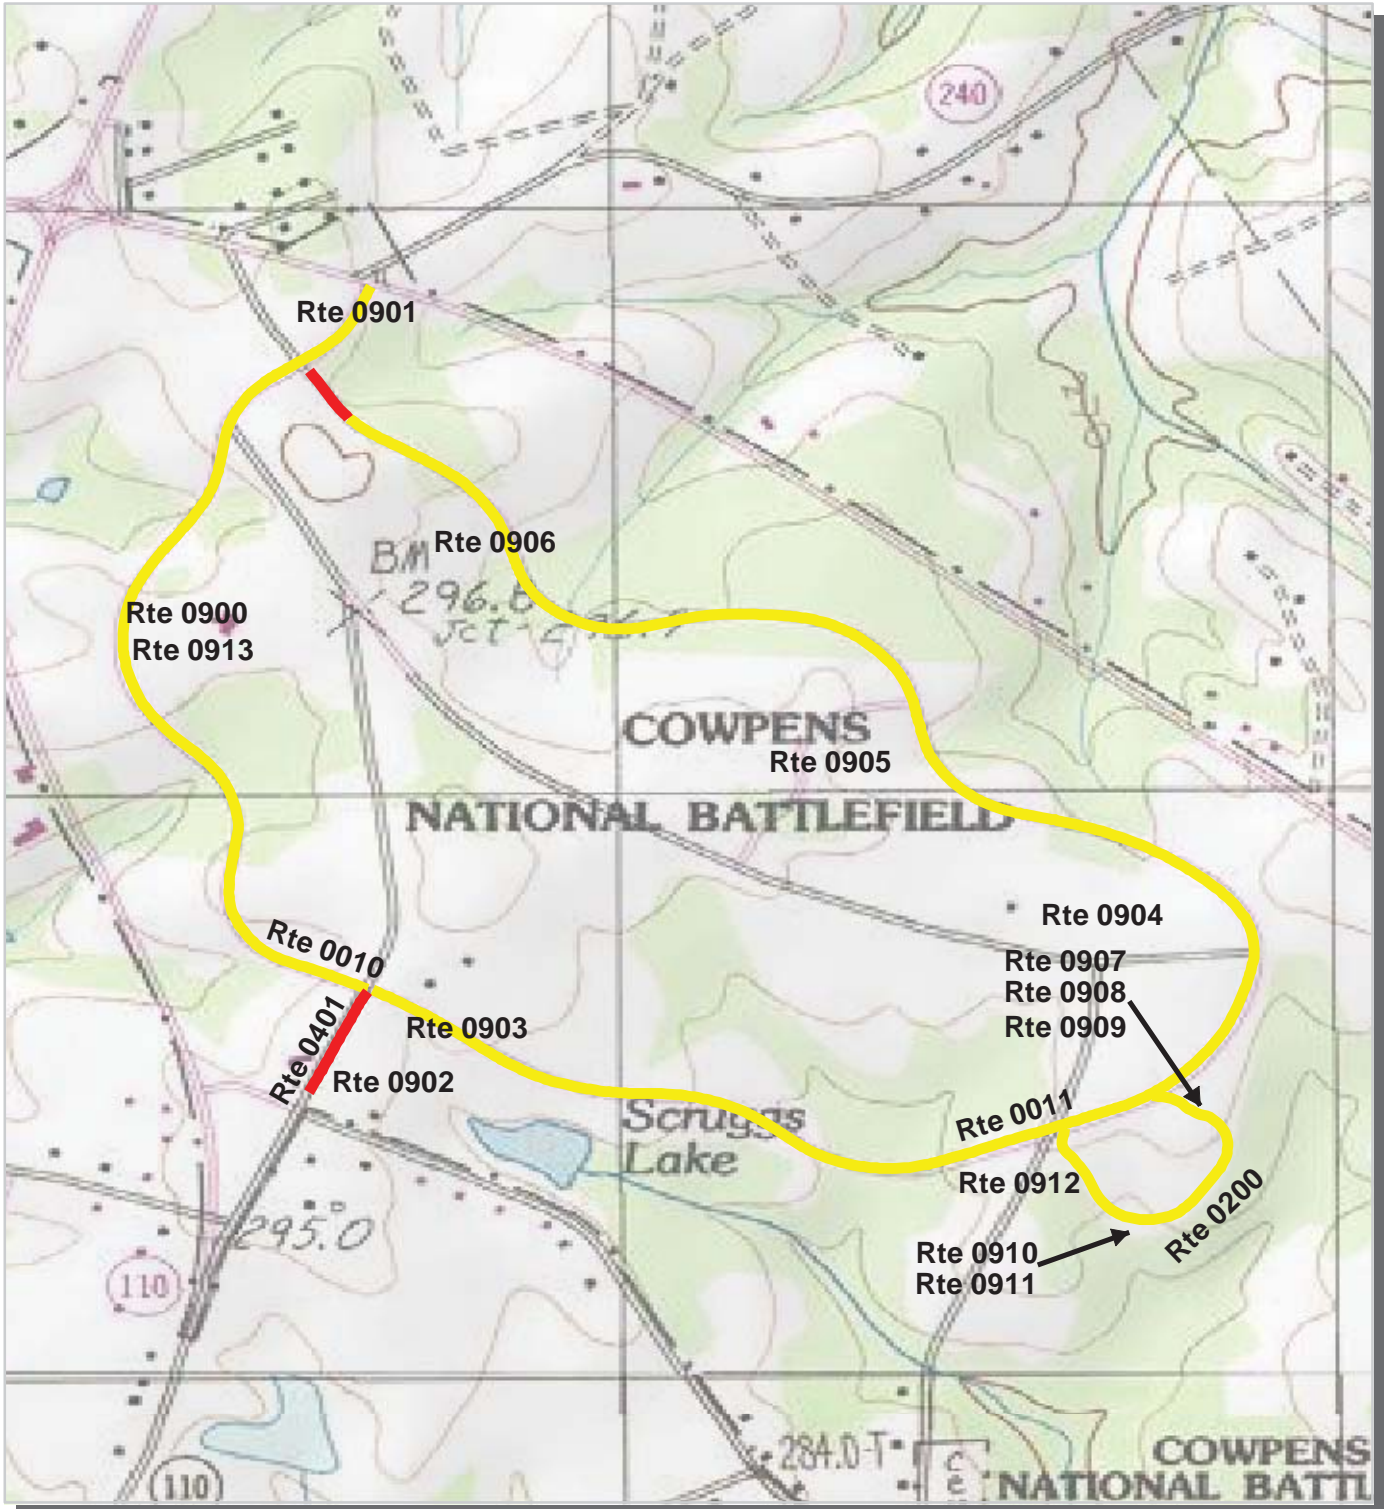 240
Rte 0901
Rte 0906
BM
296.8
Jct
Rte 0900
Rte 0913
COWPENS
Rte 0905
NATIONAL BATTLEFIELD
Rte 0904
Rte 0010
Rte 0907
Rte 0908
Rte 0909
Rte 0401
Rte 0903
Rte 0902
Scruggs
Lake
Rte 0011
Rte 0912
Rte 0200
295.0
Rte 0910
Rte 0911
110
284.0-T
COWPENS
NATIONAL BATTL
110